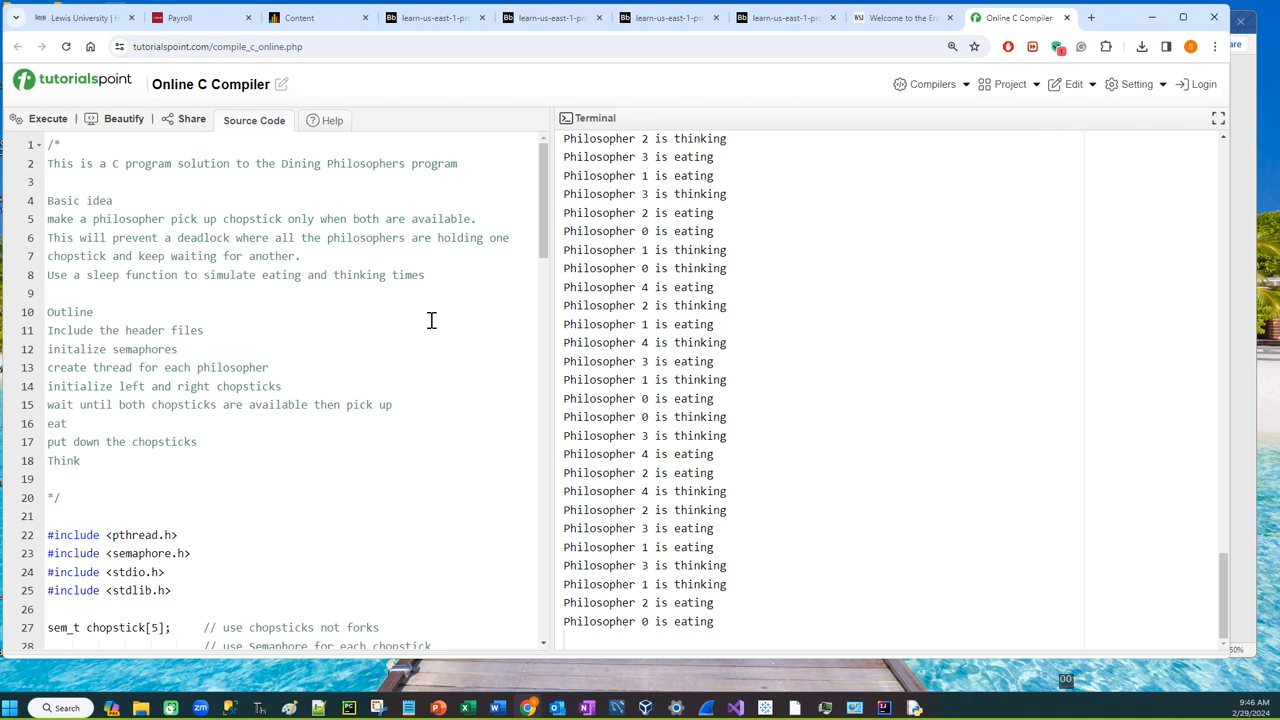 Lewis University | H
Payroll
Content
learn-us-east-1-pro
learn-us-east-1-pro
learn-us-east-1-pro
learn-us-east-1-pro
Welcome to the En
Online C Compiler
tutorialspoint.com/compile_c_online.php
tutorialspoint
Online C Compiler
Compilers
Project
Edit
Setting
Login
Execute
Beautify
Share
Source Code
Help
Terminal
1 /*
2 This is a C program solution to the Dining Philosophers program
3
4 Basic idea
5 make a philosopher pick up chopstick only when both are available.
6 This will prevent a deadlock where all the philosophers are holding one
7 chopstick and keep waiting for another.
8 Use a sleep function to simulate eating and thinking times
9
10 Outline
11 Include the header files
12 initalize semaphores
13 create thread for each philosopher
14 initialize left and right chopsticks
15 wait until both chopsticks are available then pick up
16 eat
17 put down the chopsticks
18 Think
19
20 */
21
22 #include <pthread.h>
23 #include <semaphore.h>
24 #include <stdio.h>
25 #include <stdlib.h>
26
27 sem_t chopstick[5]; // use chopsticks not forks
28 // use Semaphore for each chopstick
Philosopher 2 is thinking
Philosopher 3 is eating
Philosopher 1 is eating
Philosopher 3 is thinking
Philosopher 2 is eating
Philosopher 0 is eating
Philosopher 1 is thinking
Philosopher 0 is thinking
Philosopher 4 is eating
Philosopher 2 is thinking
Philosopher 1 is eating
Philosopher 4 is thinking
Philosopher 3 is eating
Philosopher 1 is thinking
Philosopher 0 is eating
Philosopher 0 is thinking
Philosopher 3 is thinking
Philosopher 4 is eating
Philosopher 2 is eating
Philosopher 4 is thinking
Philosopher 2 is thinking
Philosopher 3 is eating
Philosopher 1 is eating
Philosopher 3 is thinking
Philosopher 1 is thinking
Philosopher 2 is eating
Philosopher 0 is eating
50%
00
Search
9:46 AM
2/29/2024